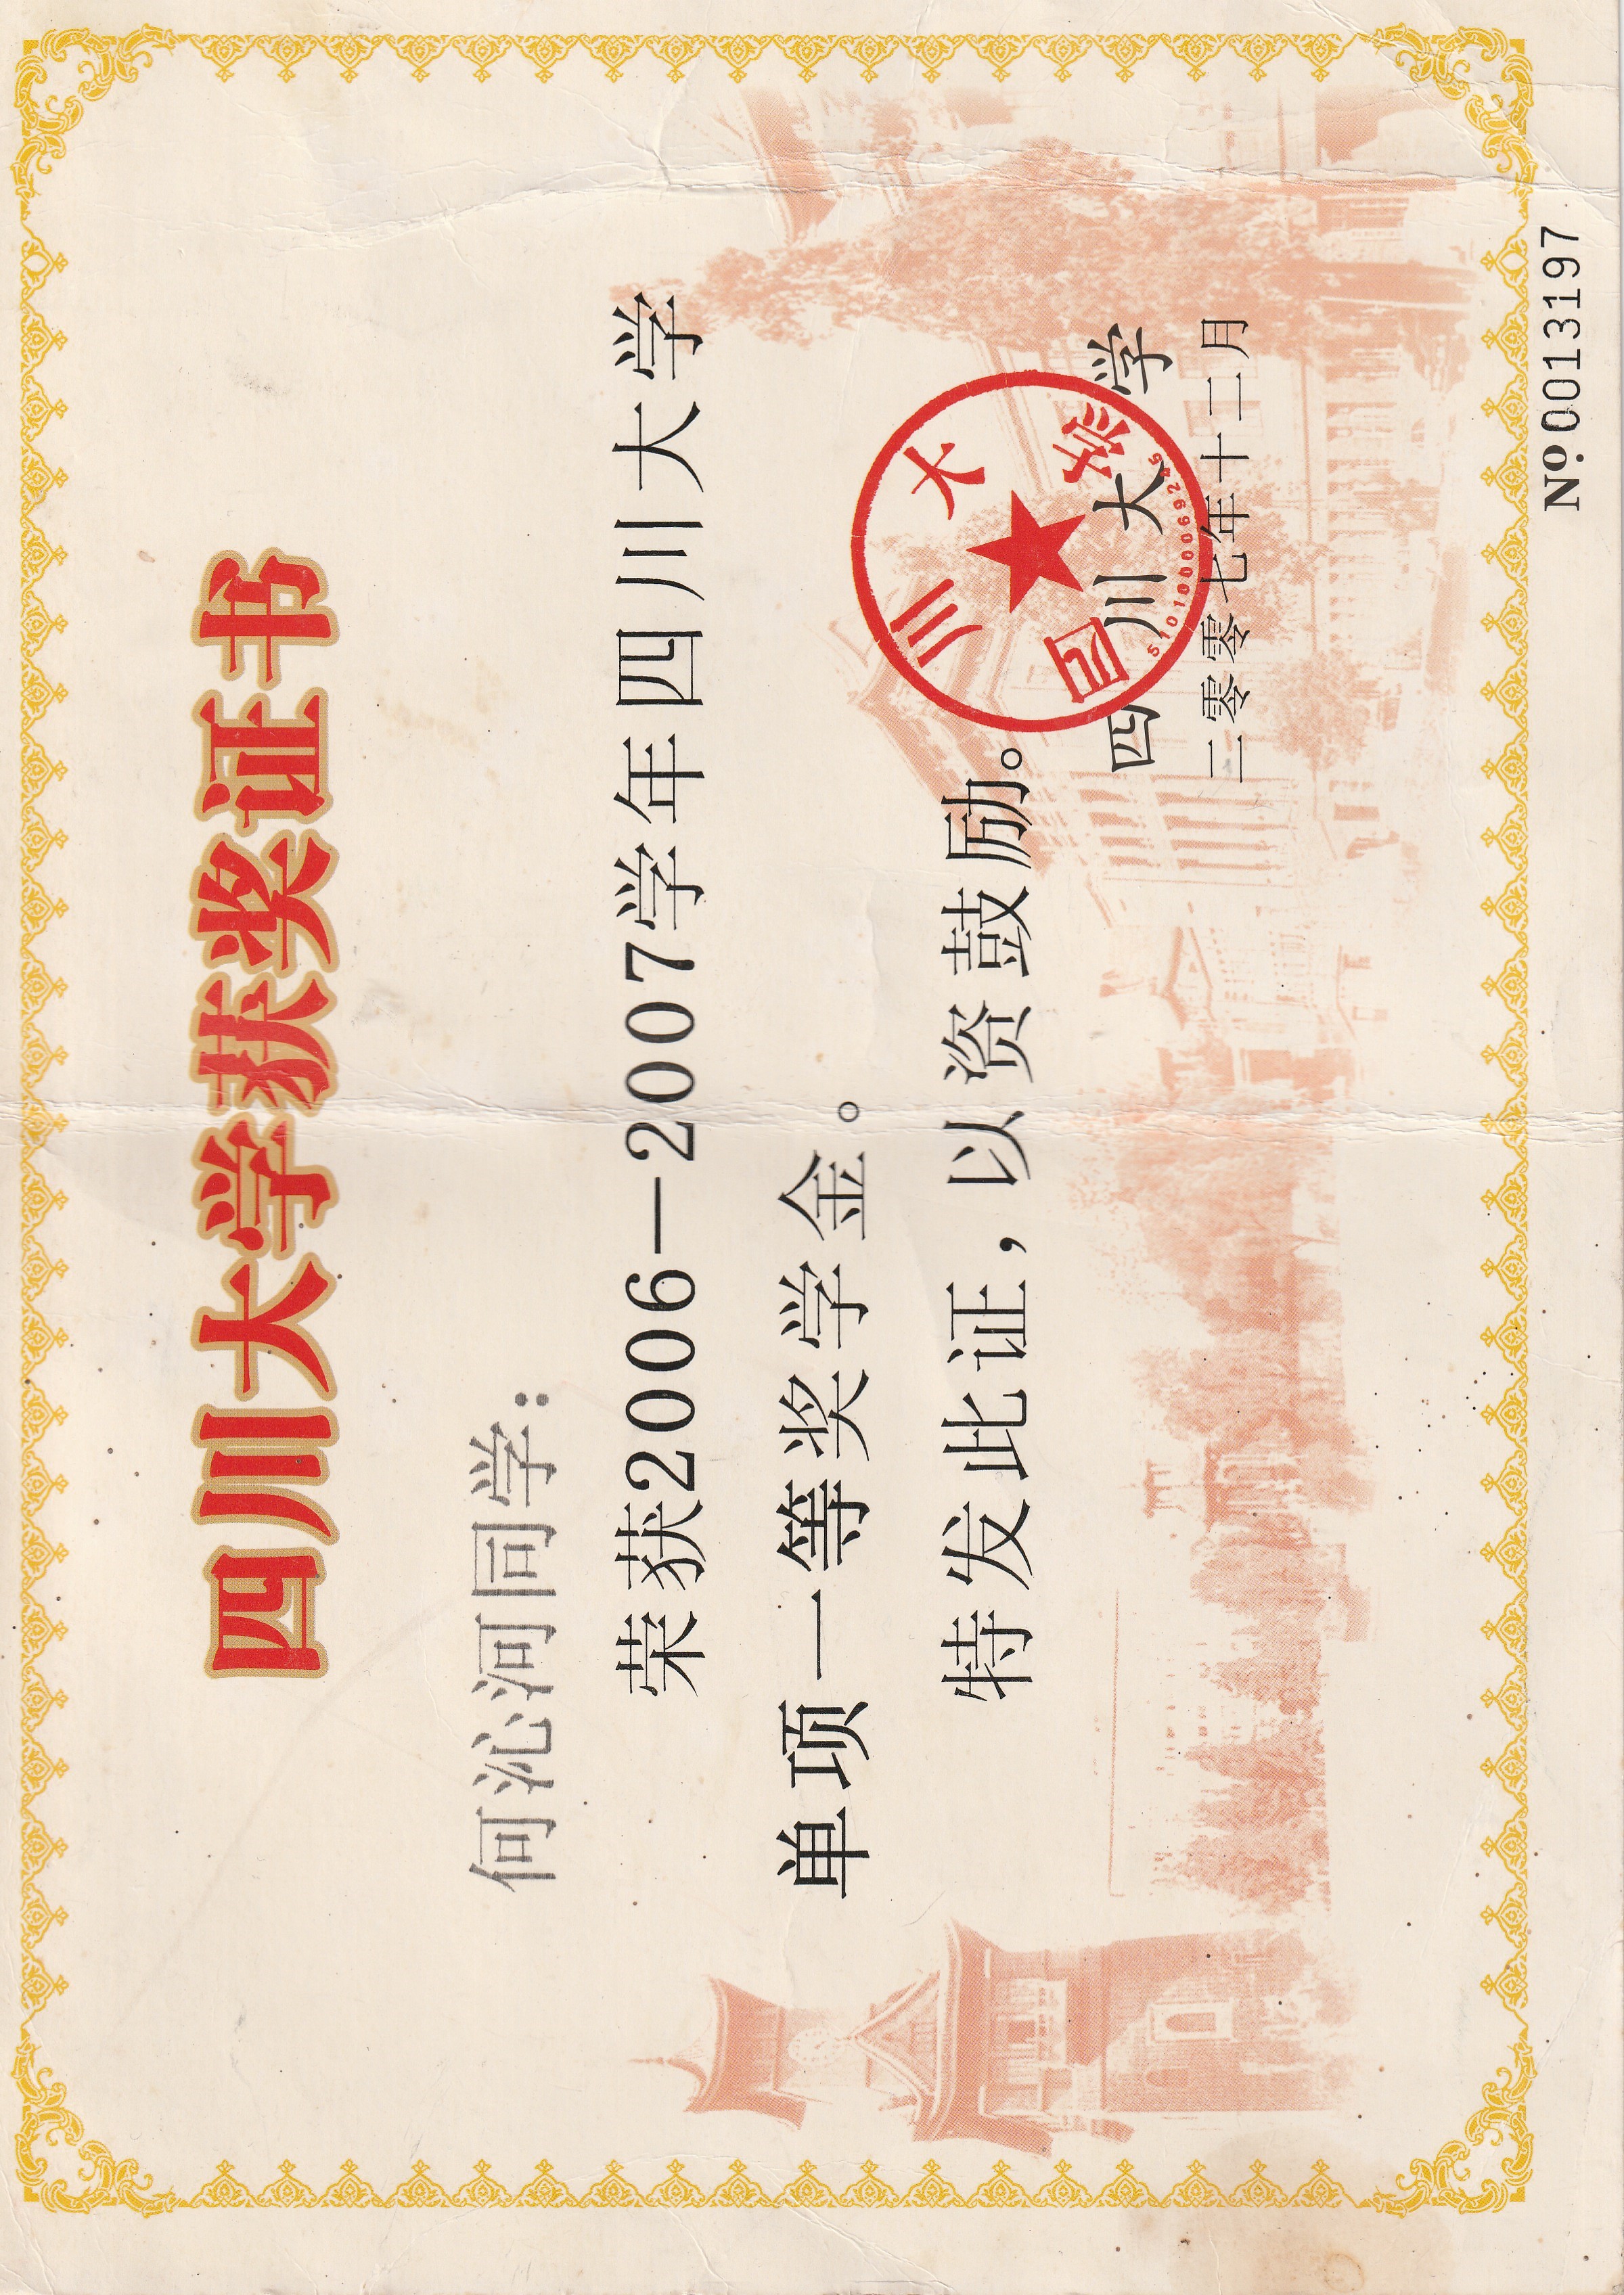 四川大学获奖证书
何沁河同学：
荣获2006－2007学年四川大学
单项一等奖学金。
特发此证，以资鼓励。
四川大学
四川大学
5101000069245
二零零七年十二月
№0013197